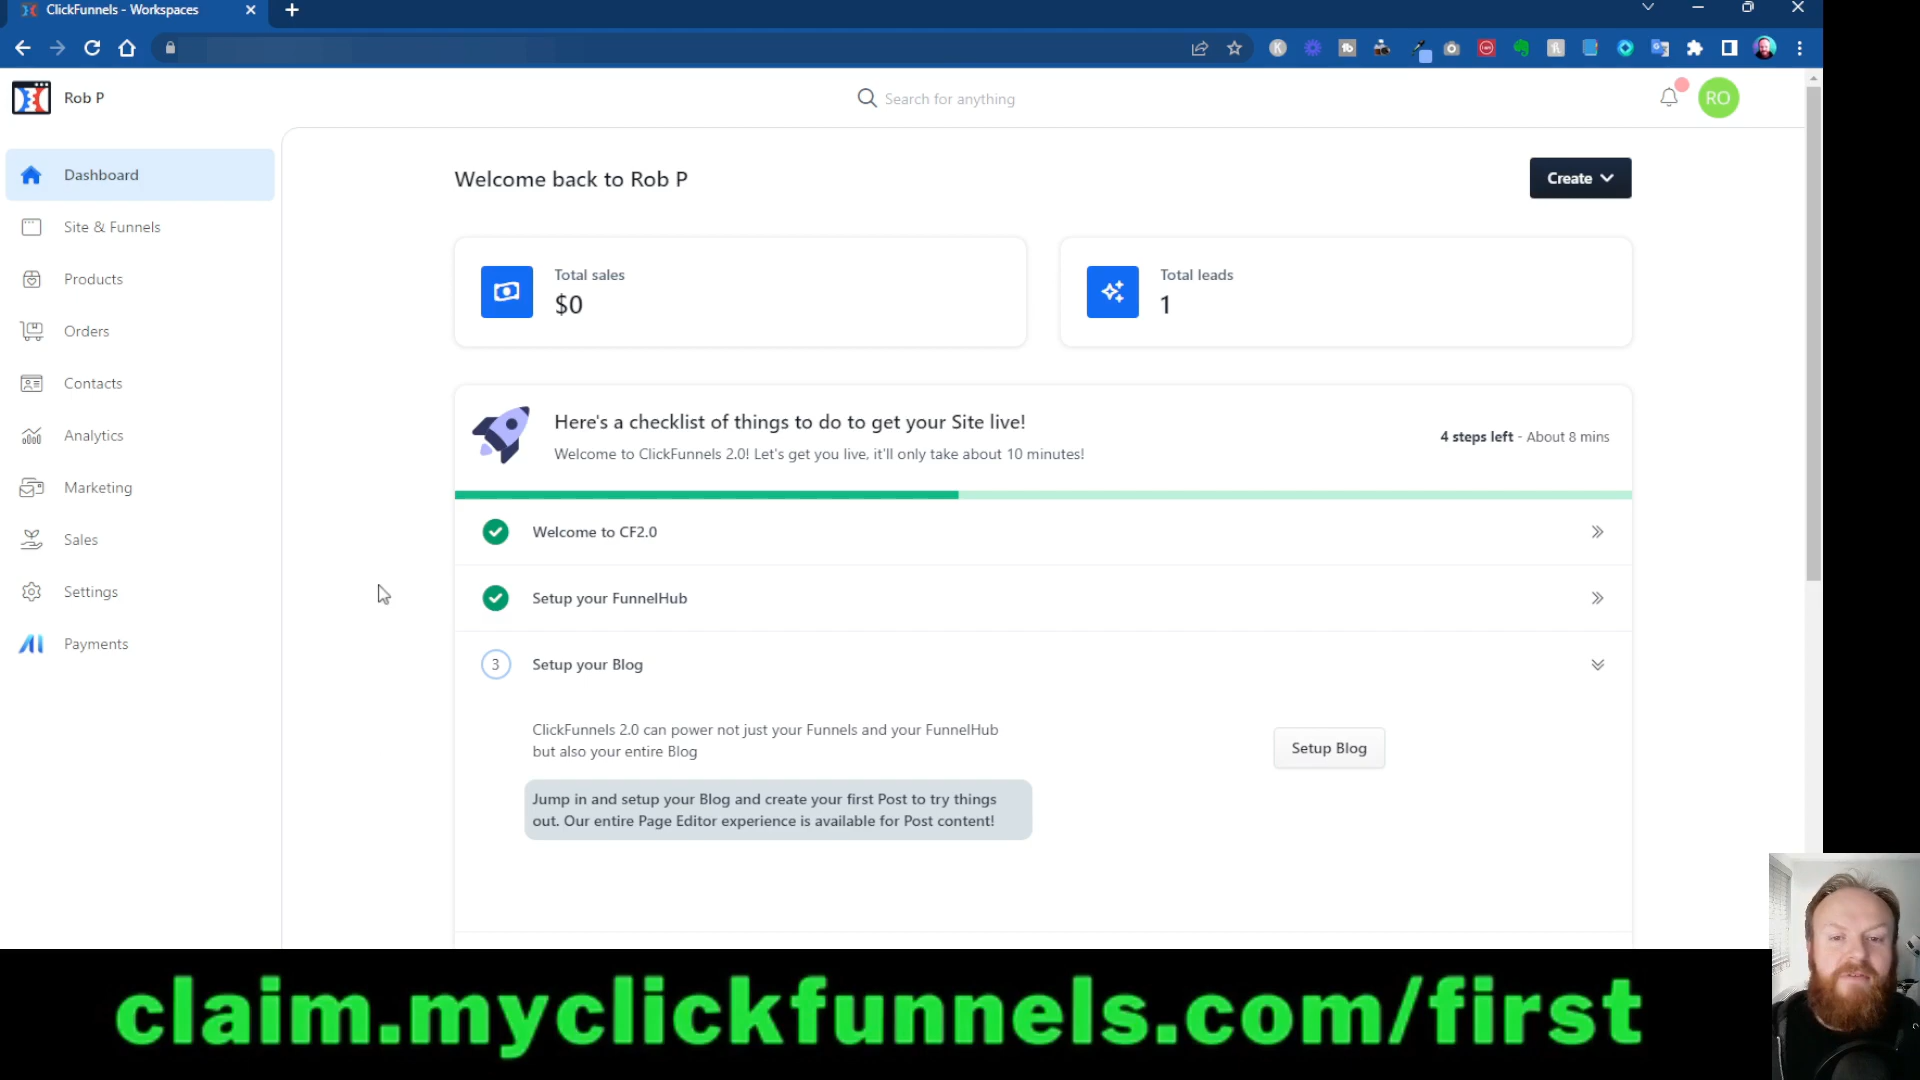 ClickFunnels - Workspaces
Rob P
Search for anything
RO
Dashboard
Site & Funnels
Products
Orders
Contacts
Analytics
Marketing
Sales
Settings
Payments
Welcome back to Rob P
Create
Total sales
$0
Total leads
1
Here's a checklist of things to do to get your Site live!
Welcome to ClickFunnels 2.0! Let's get you live, it'll only take about 10 minutes!
4 steps left - About 8 mins
Welcome to CF2.0
Setup your FunnelHub
3 Setup your Blog
ClickFunnels 2.0 can power not just your Funnels and your FunnelHub
but also your entire Blog
Setup Blog
Jump in and setup your Blog and create your first Post to try things
out. Our entire Page Editor experience is available for Post content!
claim.myclickfunnels.com/first